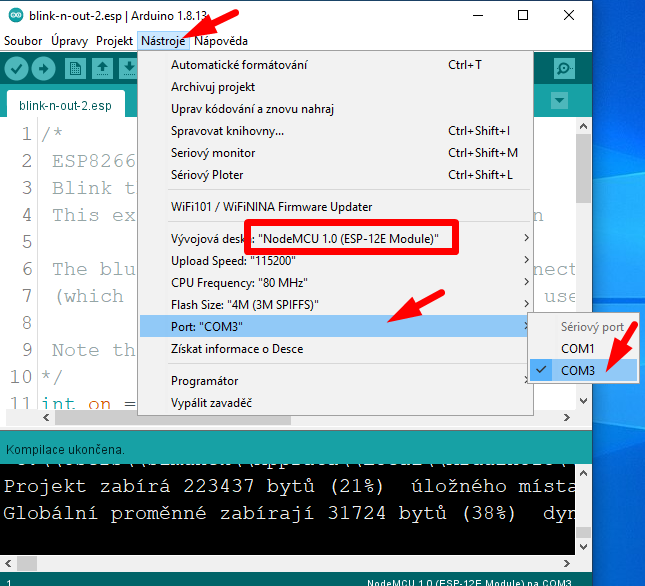 blink-n-out-2.esp | Arduino 1.8.13
Soubor Úpravy Projekt Nástroje Nápověda
blink-n-out-2.esp
Automatické formátování Ctrl+T
Archivuj projekt
Uprav kódování a znovu nahraj
Spravovat knihovny... Ctrl+Shift+I
Seriový monitor Ctrl+Shift+M
Sériový Ploter Ctrl+Shift+L
WiFi101 / WiFiNINA Firmware Updater
Vývojová desk: "NodeMCU 1.0 (ESP-12E Module)"
Upload Speed: "115200"
CPU Frequency: "80 MHz"
Flash Size: "4M (3M SPIFFS)"
Port: "COM3"
Získat informace o Desce
Programátor
Vypálit zavaděč
Sériový port
COM1
COM3
1 /*
2 ESP8266
3 Blink t
4 This ex n
5
6 The blu nect
7 (which use
8
9 Note th
10 */
11 int on =
Kompilace ukončena.
Projekt zabírá 223437 bytů (21%) úložného místa
Globální proměnné zabírají 31724 bytů (38%) dyn
1 NodeMCU 1.0 (ESP-12E Module) na COM3